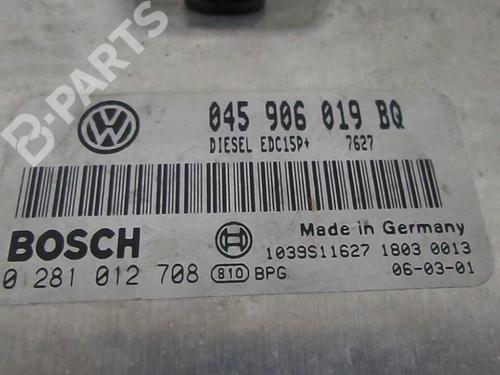 B-PARTS
VW
045 906 019 BQ
DIESEL EDC15P+ 7627
BOSCH
Made in Germany
1039S11627 1803 0013
0 281 012 708 810 BPG 06-03-01